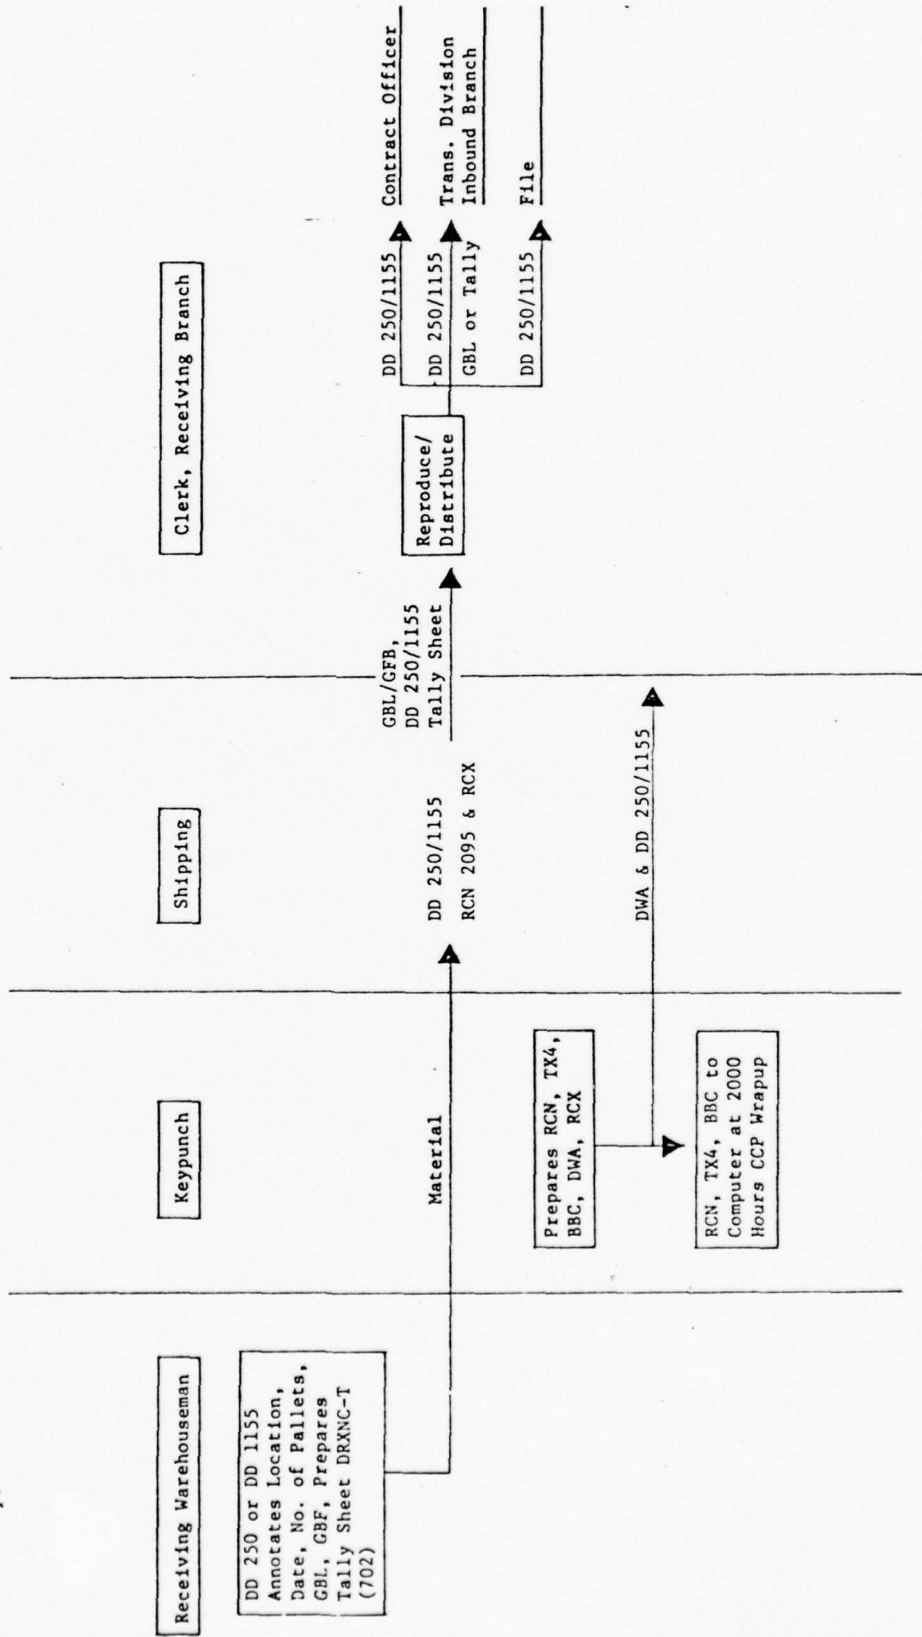 Receiving Warehouseman
DD 250 or DD 1155
Annotates Location,
Date, No. of Pallets,
GBL, GBF, Prepares
Tally Sheet DRXNC-T
(702)
Keypunch
Material
Prepares RCN, TX4,
BBC, DWA, RCX
RCN, TX4, BBC to
Computer at 2000
Hours CCP Wrapup
Shipping
DD 250/1155
RCN 2095 & RCX
DWA & DD 250/1155
GBL/GFB,
DD 250/1155
Tally Sheet
Clerk, Receiving Branch
Reproduce/
Distribute
DD 250/1155
Contract Officer
DD 250/1155
GBL or Tally
Trans. Division
Inbound Branch
DD 250/1155
File